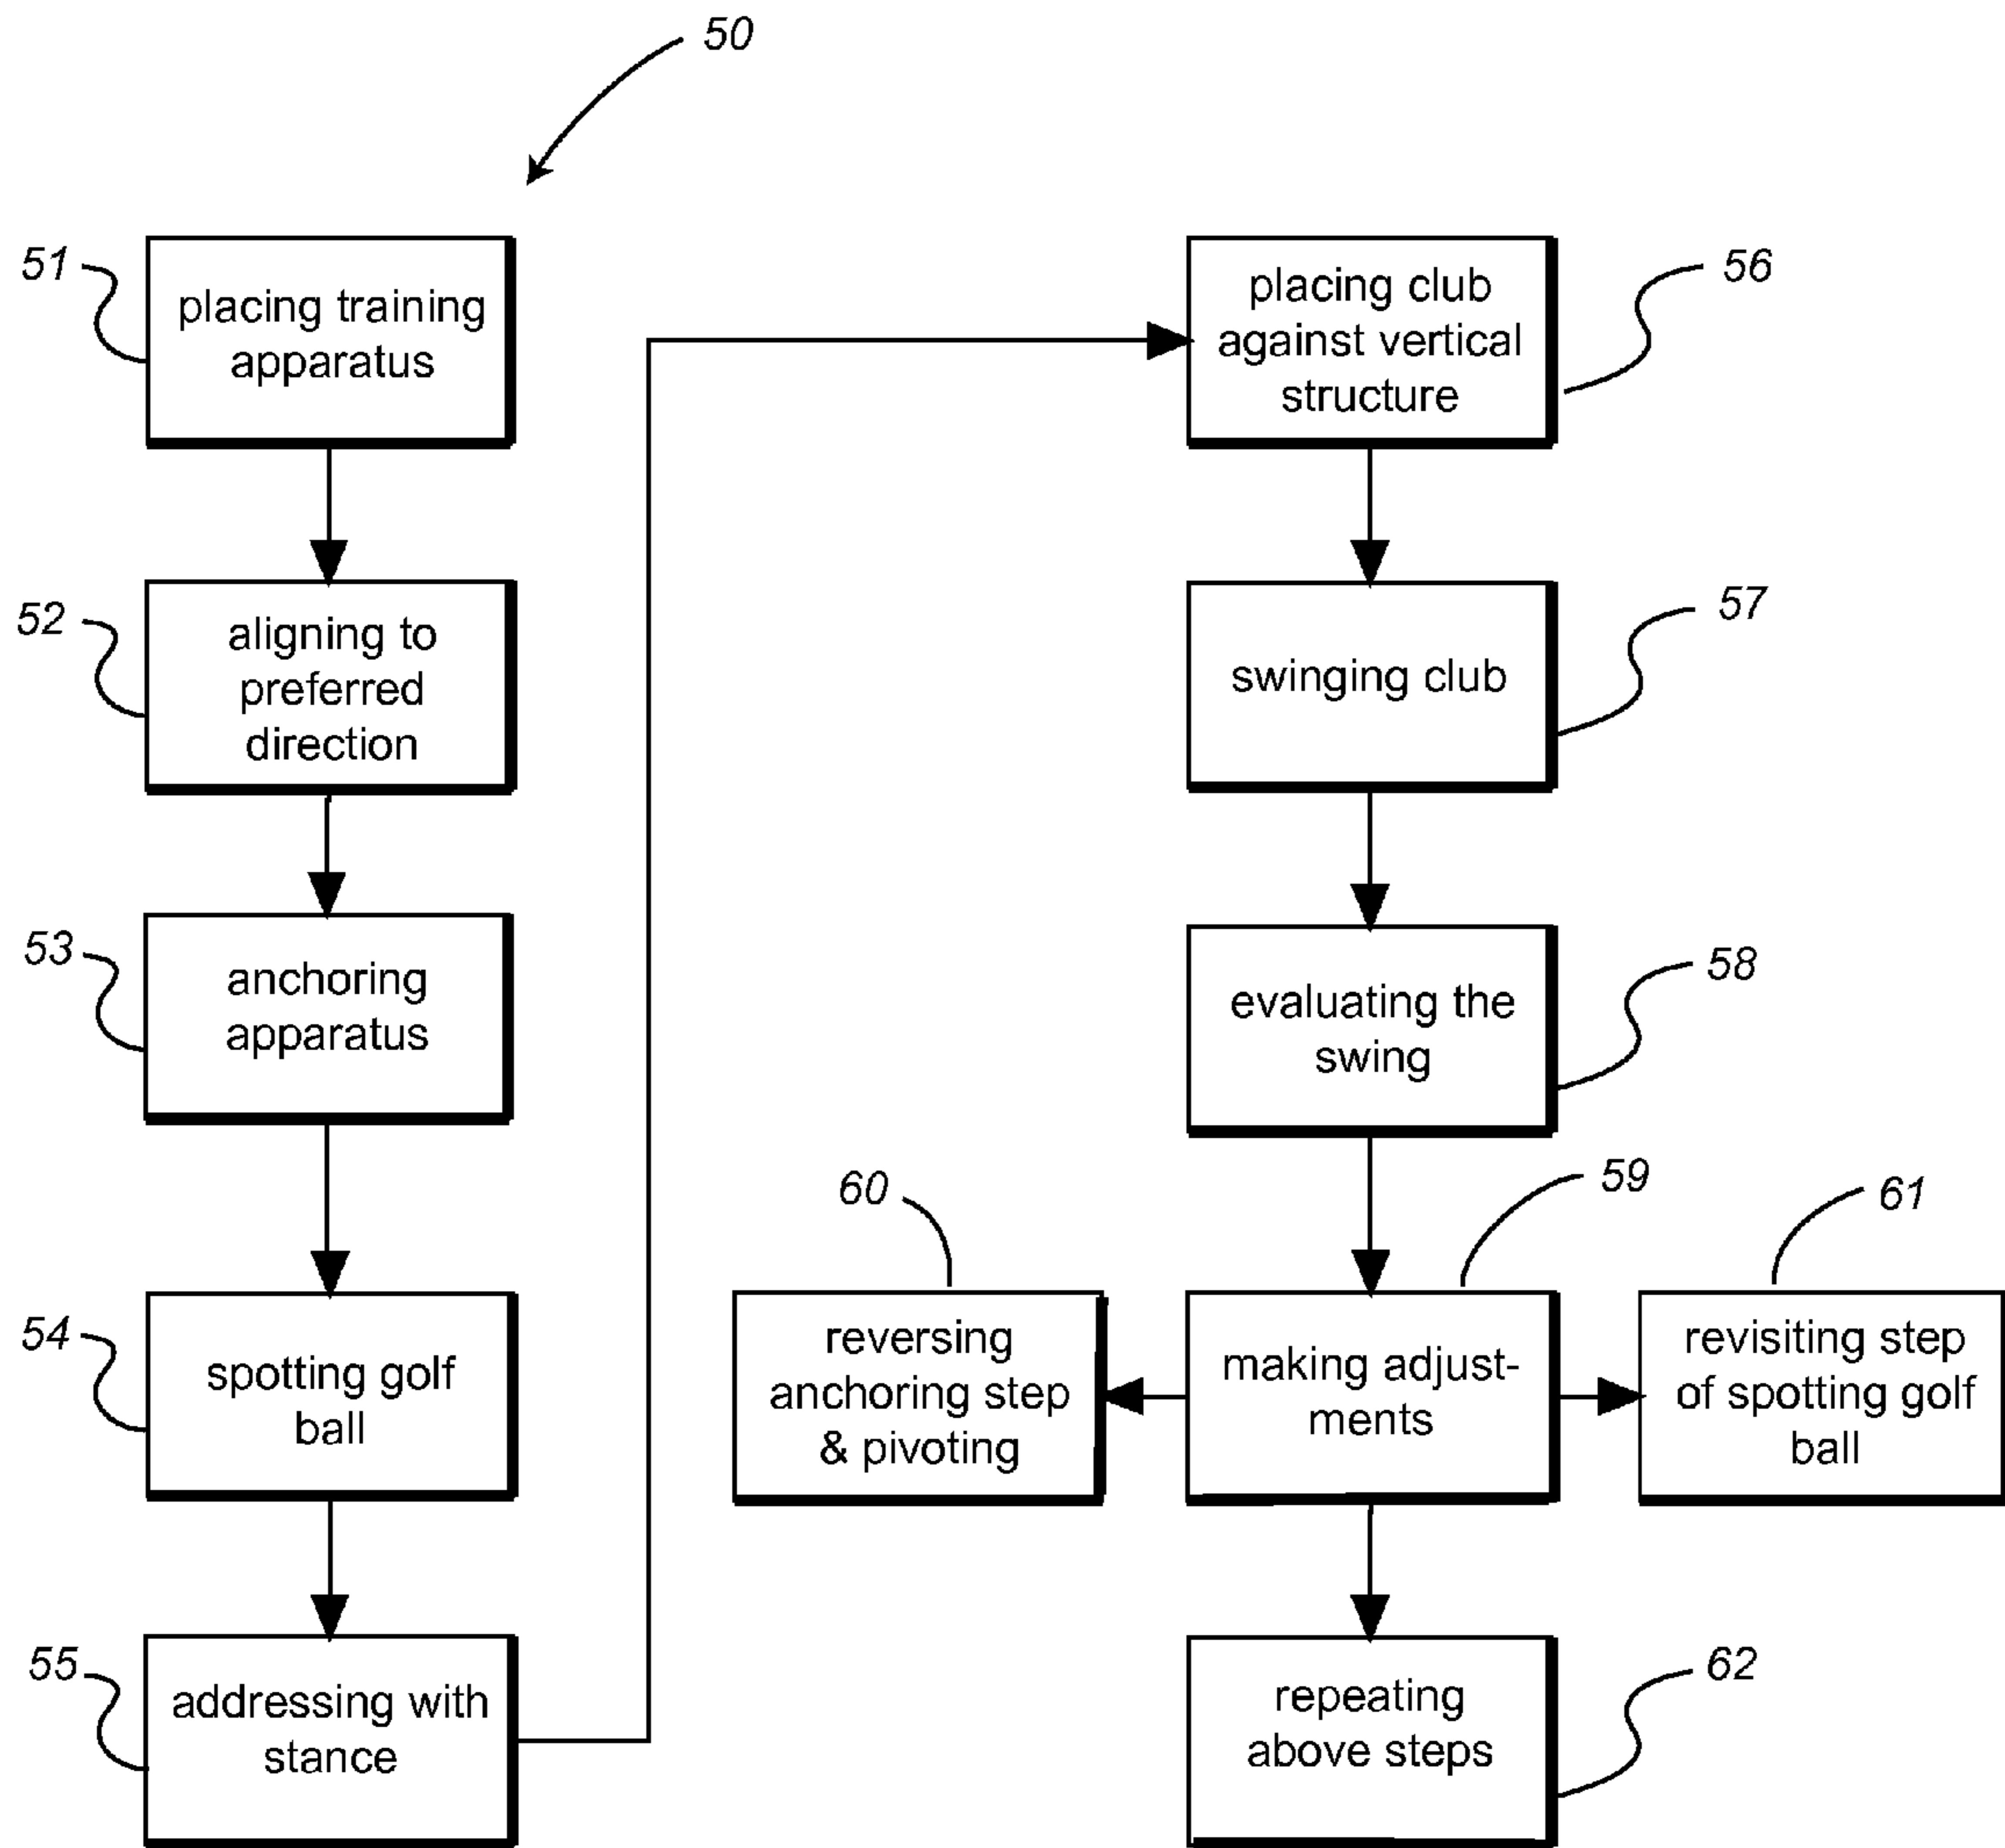 50
51
placing training
apparatus
52
aligning to
preferred
direction
53
anchoring
apparatus
54
spotting golf
ball
55
addressing with
stance
56
placing club
against vertical
structure
57
swinging club
58
evaluating the
swing
59
making adjust-
ments
60
reversing
anchoring step
& pivoting
61
revisiting step
of spotting golf
ball
62
repeating
above steps